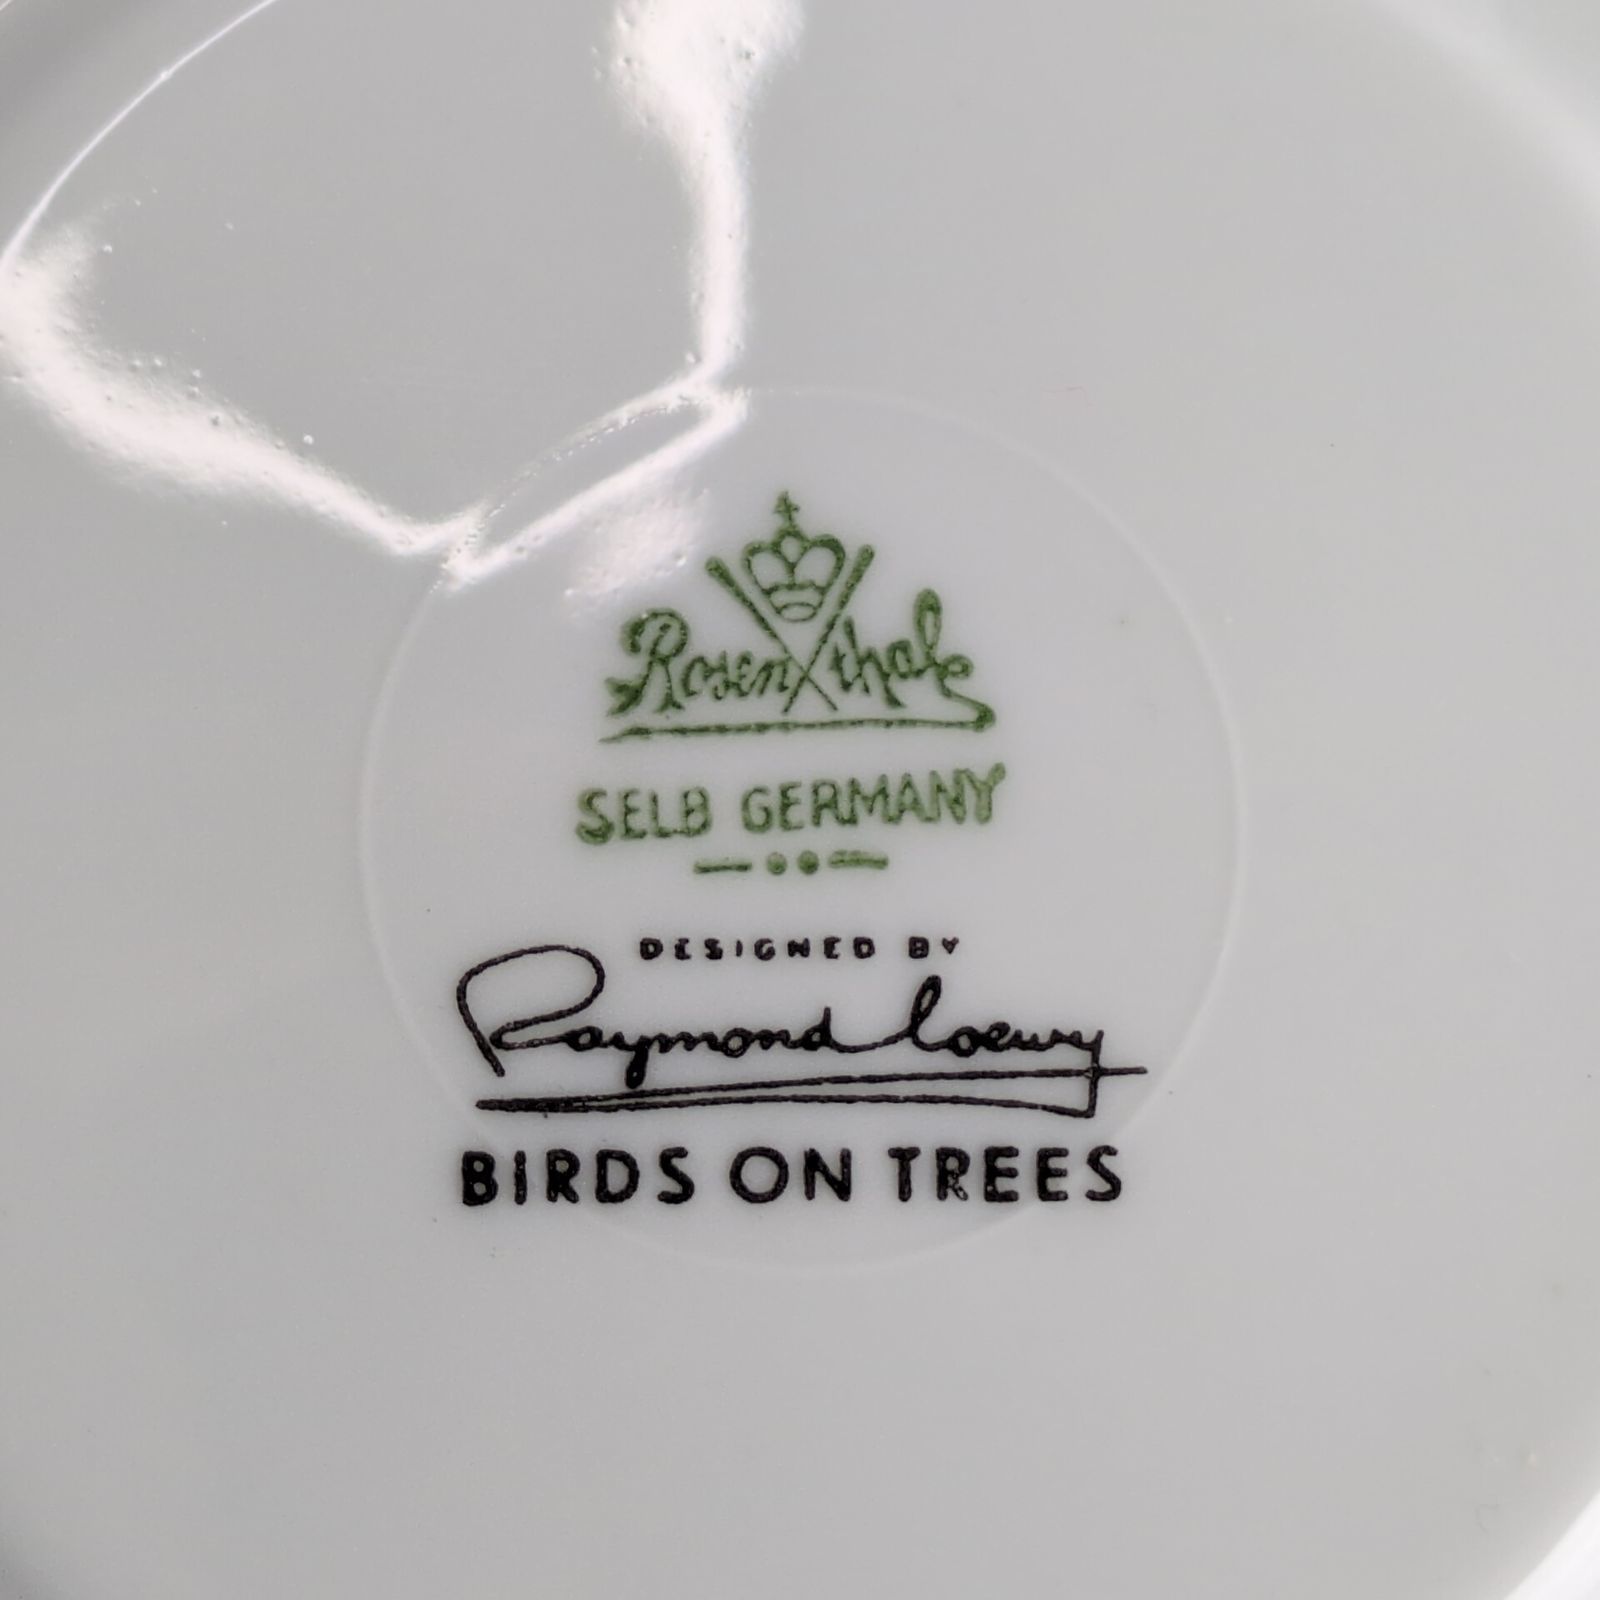 Rosenthal
SELB GERMANY
DESIGNED BY
Raymond Loewy
BIRDS ON TREES